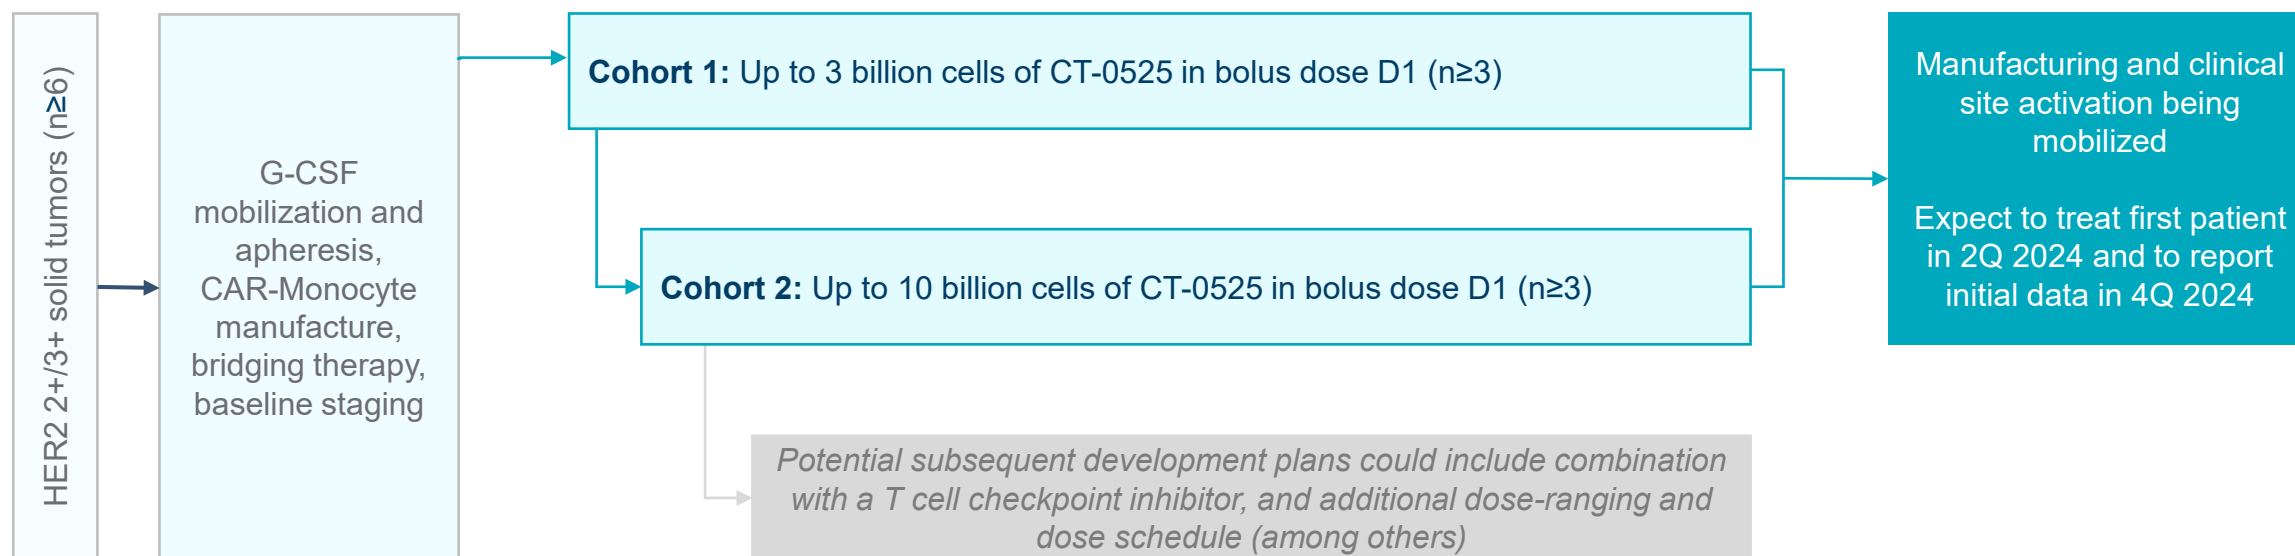 HER2 2+/3+ solid tumors (n≥6)
G-CSF
mobilization and
apheresis,
CAR-Monocyte
manufacture,
bridging therapy,
baseline staging
Cohort 1: Up to 3 billion cells of CT-0525 in bolus dose D1 (n≥3)
Cohort 2: Up to 10 billion cells of CT-0525 in bolus dose D1 (n≥3)
Potential subsequent development plans could include combination
with a T cell checkpoint inhibitor, and additional dose-ranging and
dose schedule (among others)
Manufacturing and clinical
site activation being
mobilized
Expect to treat first patient
in 2Q 2024 and to report
initial data in 4Q 2024